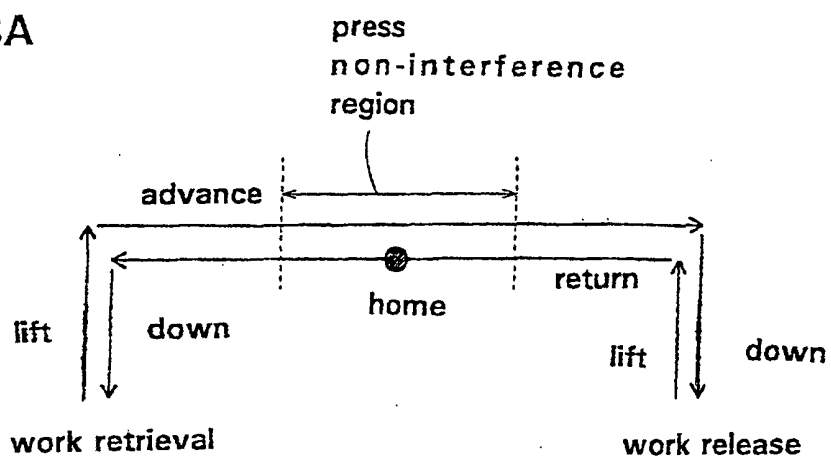 press
non-interference
region
advance
return
home
lift
down
lift
down
work retrieval
work release